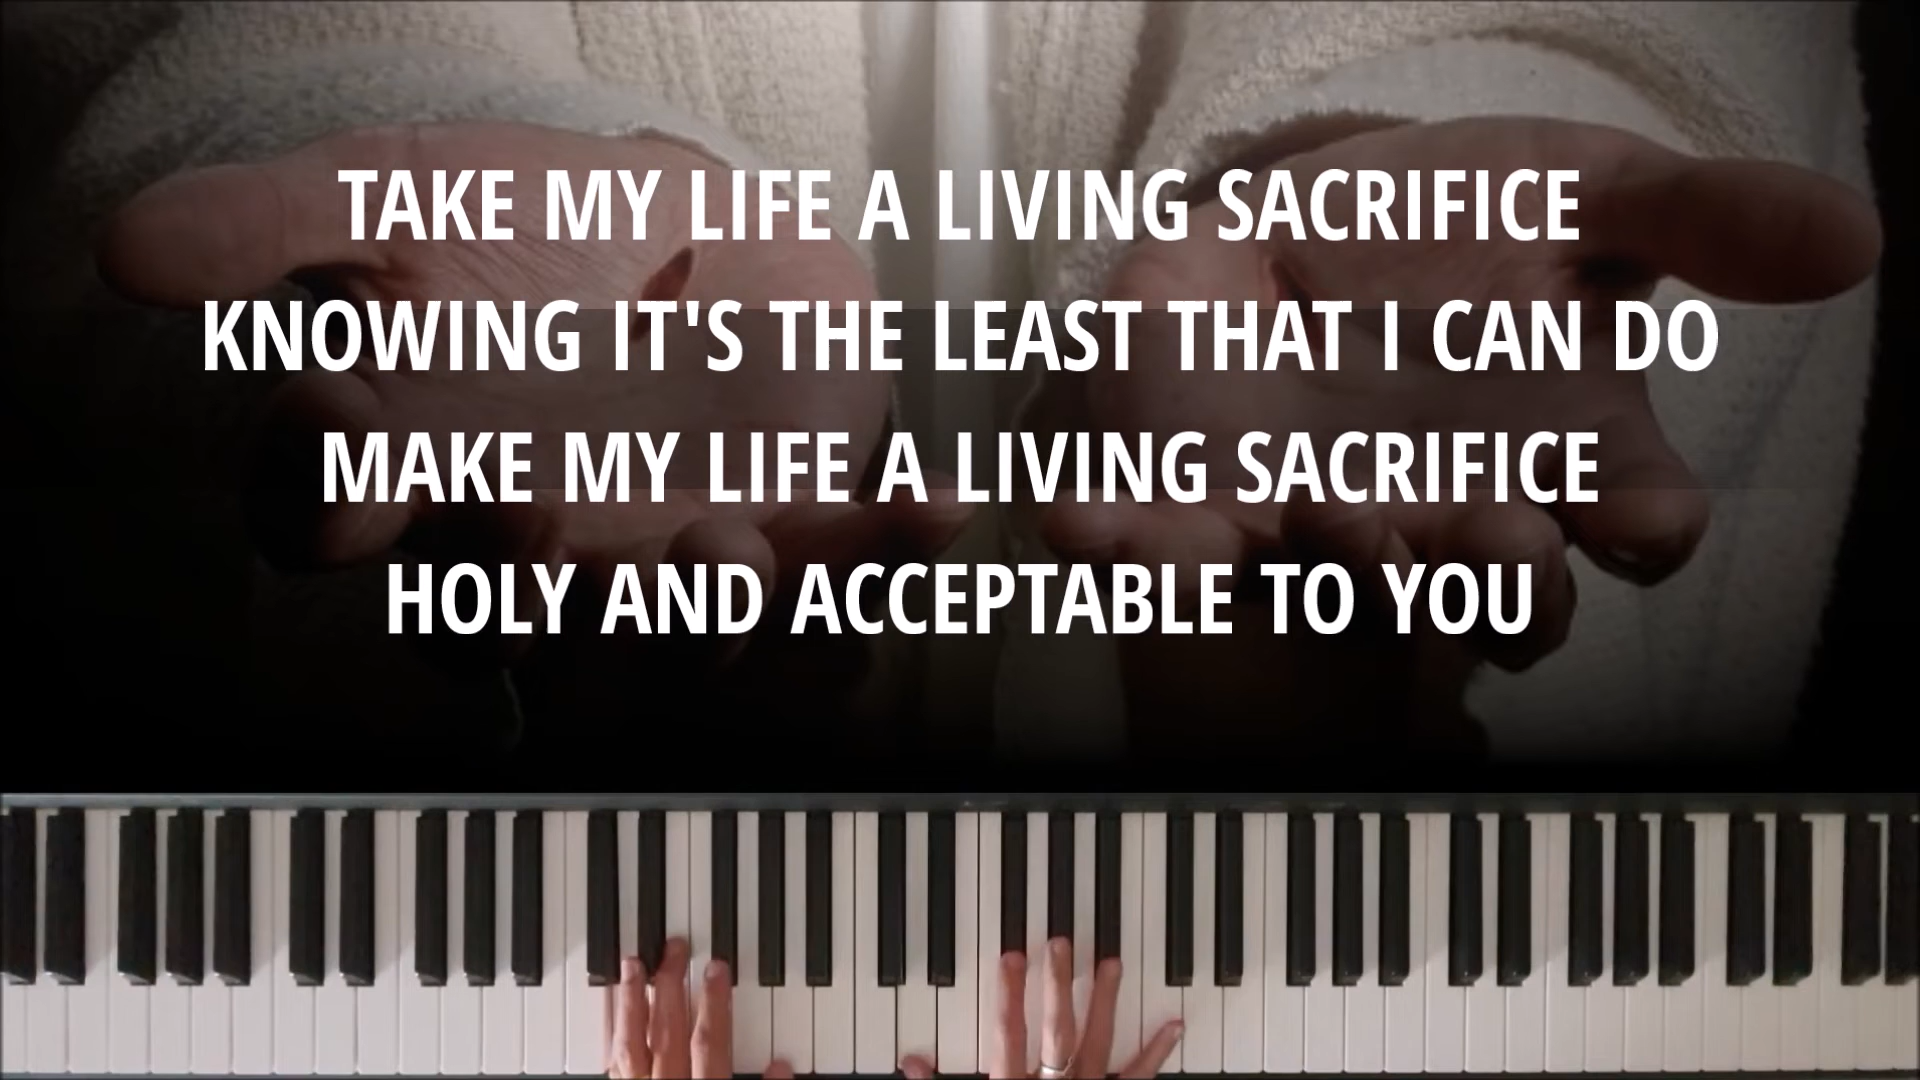 TAKE MY LIFE A LIVING SACRIFICE
KNOWING IT'S THE LEAST THAT I CAN DO
MAKE MY LIFE A LIVING SACRIFICE
HOLY AND ACCEPTABLE TO YOU